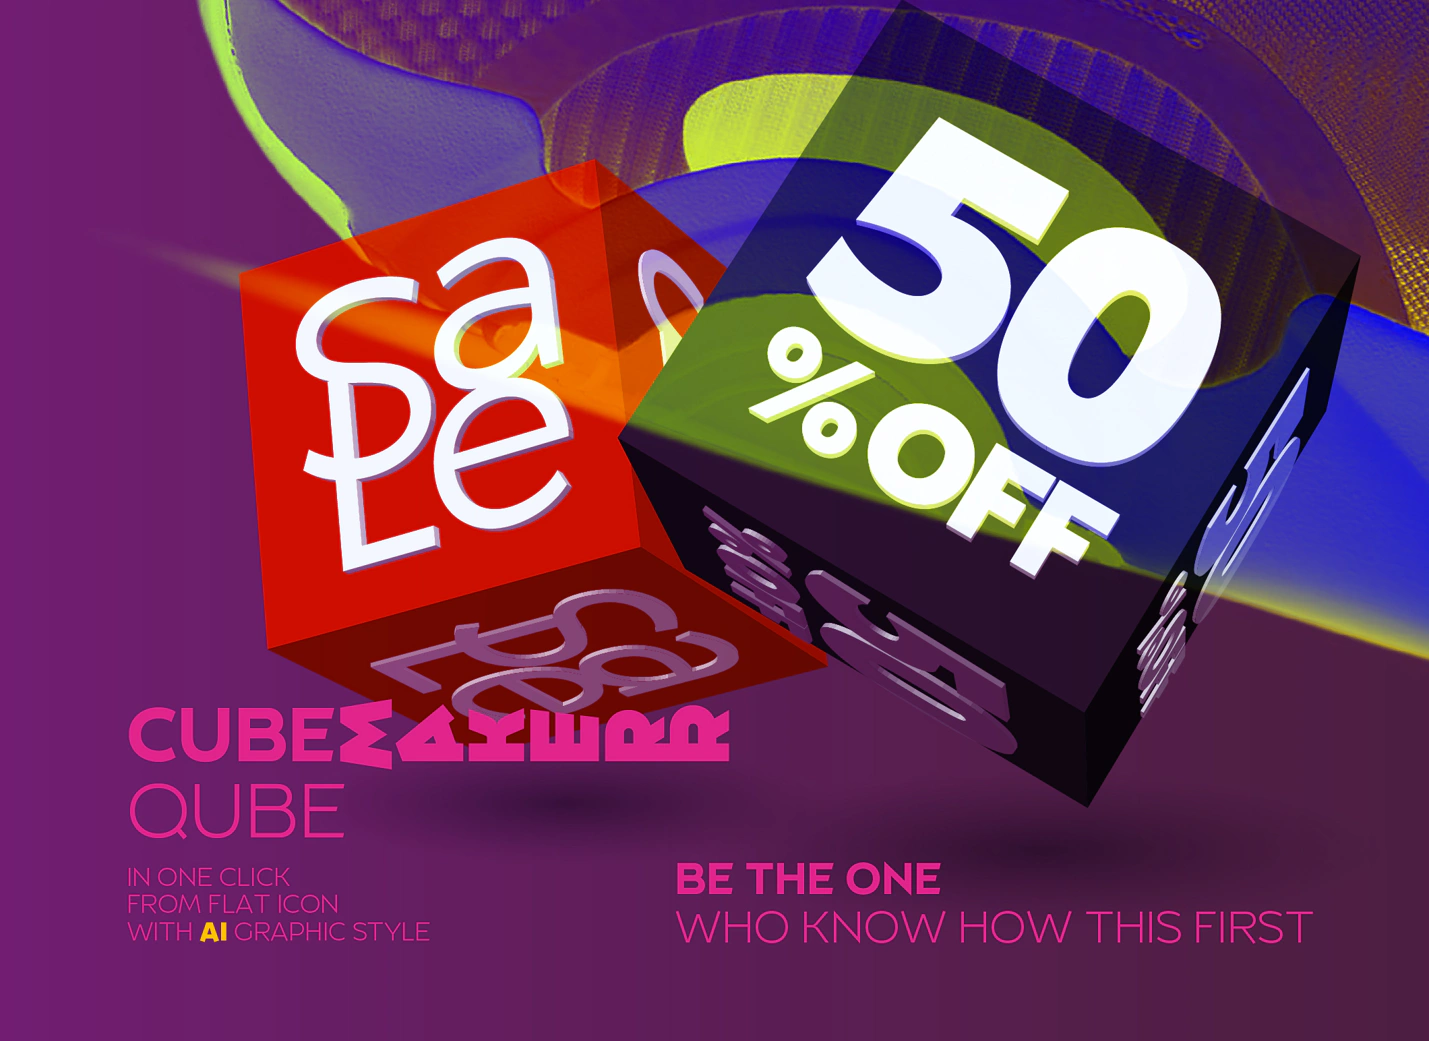 sa
Le
50
%OFF
CUBEMAKERR
QUBE
IN ONE CLICK
FROM FLAT ICON
WITH AI GRAPHIC STYLE
BE THE ONE
WHO KNOW HOW THIS FIRST